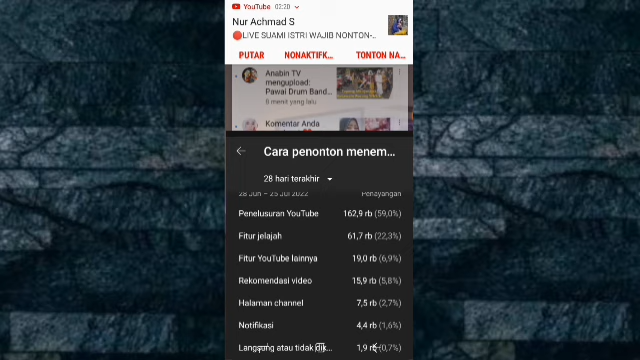 YouTube 02:20
Nur Achmad S
🔴LIVE SUAMI ISTRI WAJIB NONTON-..
PUTAR NONAKTIFK... TONTON NA...
Anabin TV
mengupload:
Pawai Drum Band...
8 menit yang lalu
Komentar Anda
Cara penonton menem...
28 hari terakhir
28 Jun – 25 Jul 2022 Penayangan
Penelusuran YouTube 162,9 rb (59,0%)
Fitur jelajah 61,7 rb (22,3%)
Fitur YouTube lainnya 19,0 rb (6,9%)
Rekomendasi video 15,9 rb (5,8%)
Halaman channel 7,5 rb (2,7%)
Notifikasi 4,4 rb (1,6%)
Langsung atau tidak dik... 1,9 rb (0,7%)